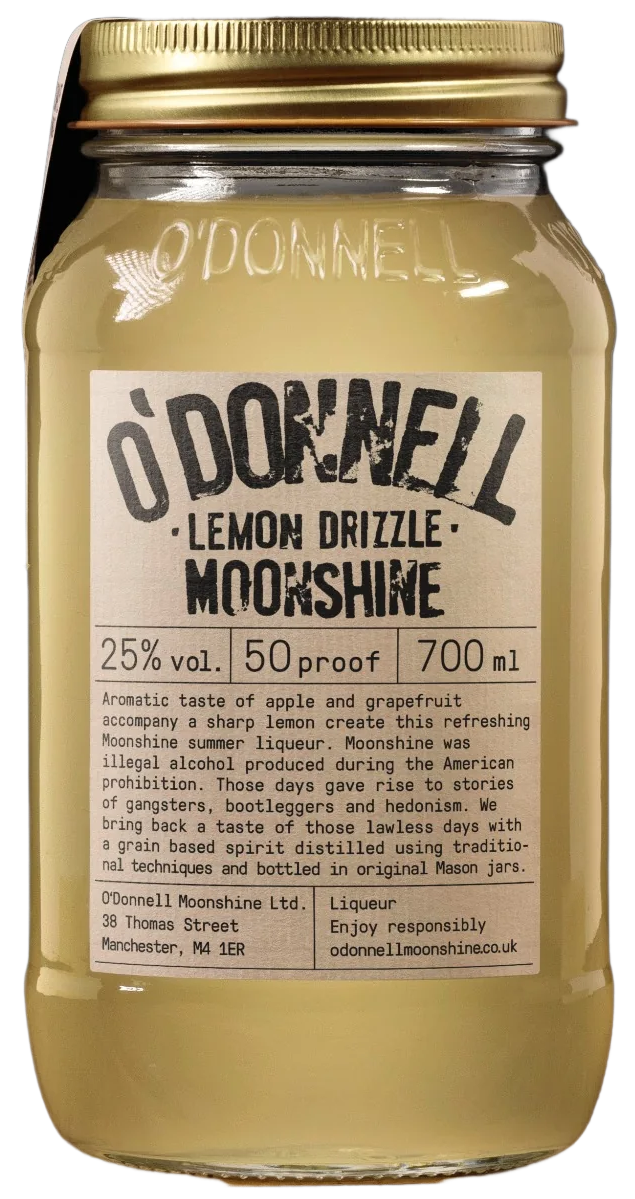 O'DONNELL
O'DONNELL
·LEMON DRIZZLE·
MOONSHINE
25% vol. 50 proof 700 ml
Aromatic taste of apple and grapefruit
accompany a sharp lemon create this refreshing
Moonshine summer liqueur. Moonshine was
illegal alcohol produced during the American
prohibition. Those days gave rise to stories
of gangsters, bootleggers and hedonism. We
bring back a taste of those lawless days with
a grain based spirit distilled using traditio-
nal techniques and bottled in original Mason jars.
O'Donnell Moonshine Ltd.
38 Thomas Street
Manchester, M4 1ER
Liqueur
Enjoy responsibly
odonnellmoonshine.co.uk